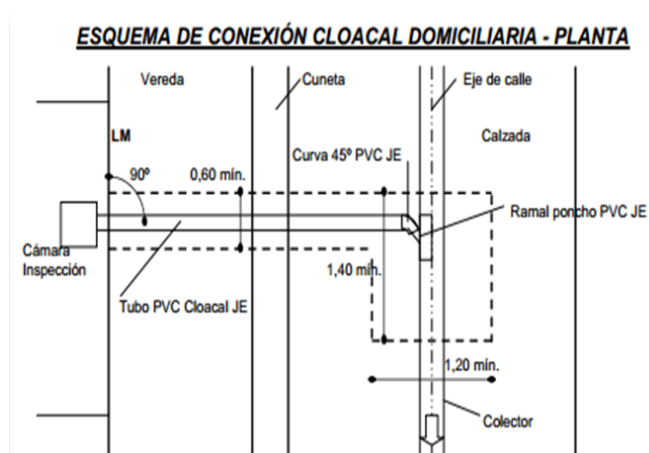 ESQUEMA DE CONEXIÓN CLOACAL DOMICILIARIA - PLANTA
Vereda
Cuneta
Eje de calle
LM
Calzada
Curva 45º PVC JE
90º
0,60 mín.
Ramal poncho PVC JE
Cámara
Inspección
1,40 mín.
Tubo PVC Cloacal JE
1,20 mín.
Colector